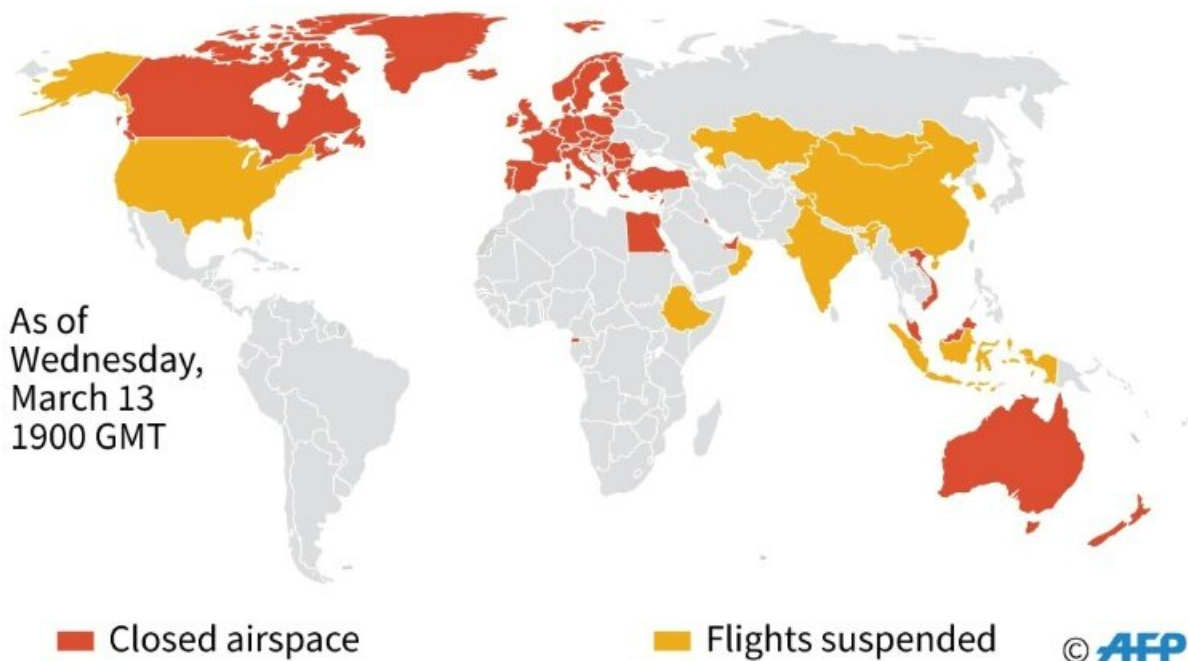 As of
Wednesday,
March 13
1900 GMT
Closed airspace
Flights suspended
© AFP